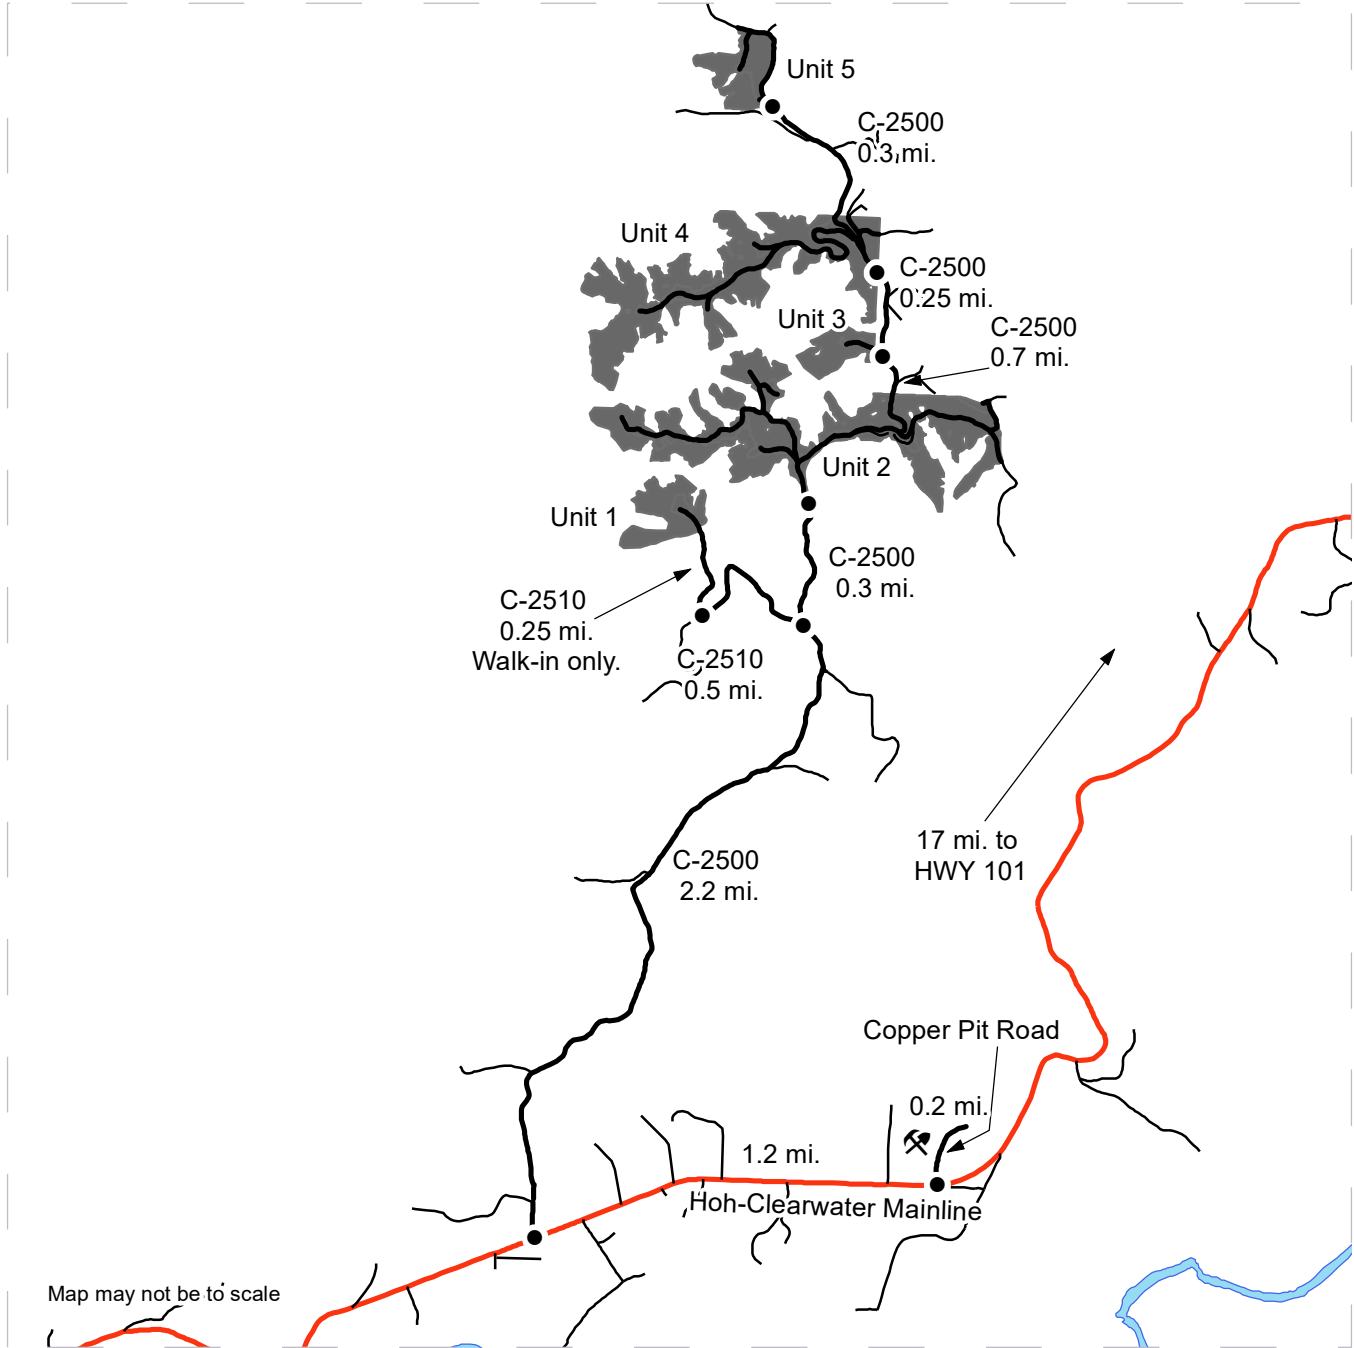 Unit 5
C-2500
0.3 mi.
Unit 4
C-2500
0.25 mi.
Unit 3
C-2500
0.7 mi.
Unit 2
Unit 1
C-2500
0.3 mi.
C-2510
0.25 mi.
Walk-in only.
C-2510
0.5 mi.
17 mi. to
HWY 101
C-2500
2.2 mi.
Copper Pit Road
0.2 mi.
1.2 mi.
Hoh-Clearwater Mainline
Map may not be to scale